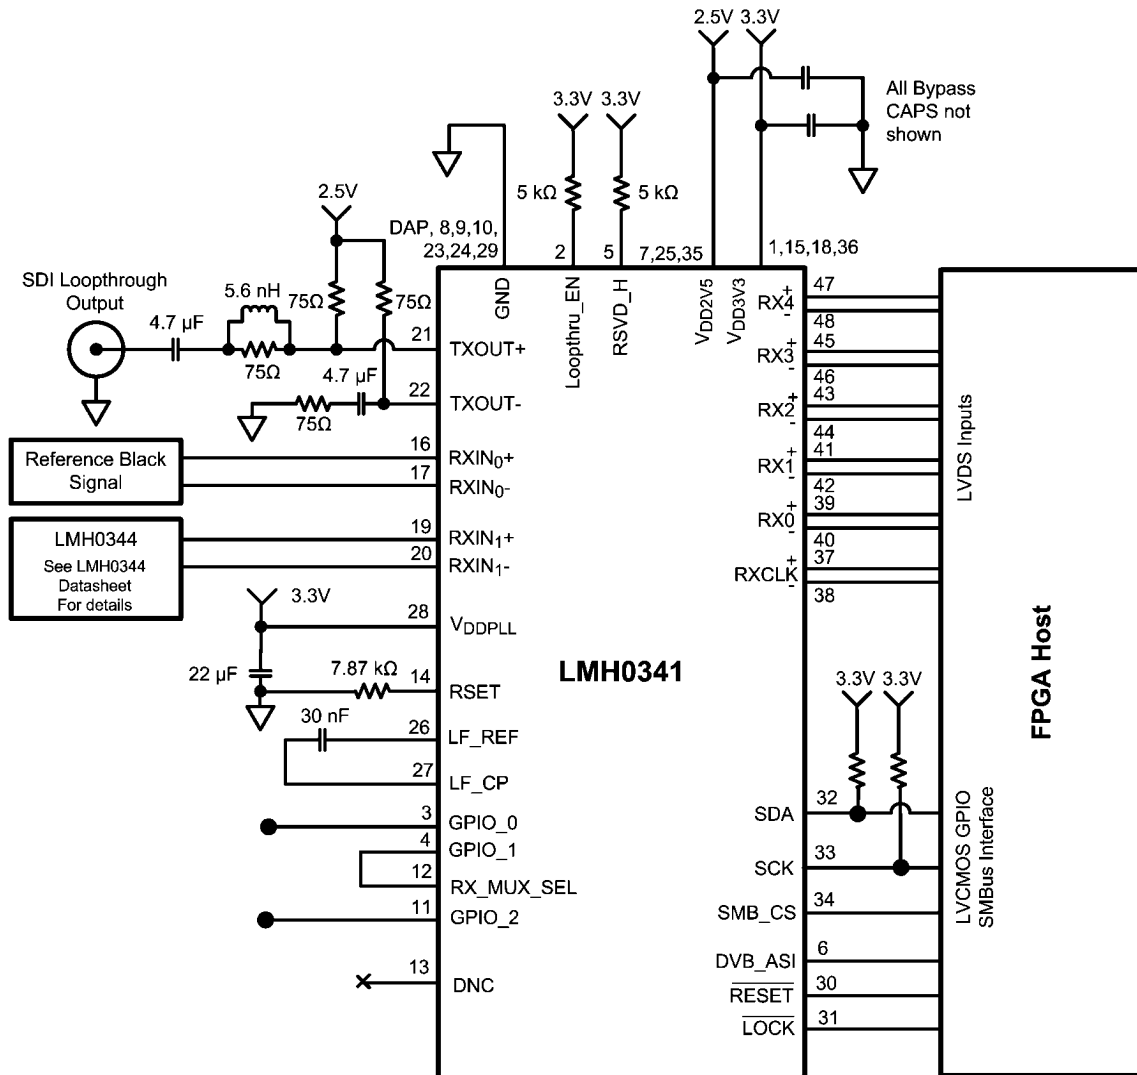 2.5V 3.3V
All Bypass
CAPS not
shown
3.3V 3.3V
5 kΩ 5 kΩ
2.5V
DAP, 8,9,10,
23,24,29
2 5 7,25,35 1,15,18,36
GND
Loopthru_EN
RSVD_H
VDD2V5
VDD3V3
SDI Loopthrough
Output
5.6 nH
75Ω 75Ω
4.7 µF
75Ω
21 TXOUT+
4.7 µF
75Ω
22 TXOUT-
Reference Black
Signal
16 RXIN0+
17 RXIN0-
LMH0344
See LMH0344
Datasheet
For details
19 RXIN1+
20 RXIN1-
3.3V
28 VDDPLL
22 µF
7.87 kΩ
14 RSET
30 nF
26 LF_REF
27 LF_CP
3 GPIO_0
4 GPIO_1
12 RX_MUX_SEL
11 GPIO_2
13 DNC
LMH0341
RX4 + - 47 48
RX3 + - 45 46
RX2 + - 43 44
RX1 + - 41 42
RX0 + - 39 40
RXCLK + - 37 38
LVDS Inputs
3.3V 3.3V
SDA 32
SCK 33
SMB_CS 34
DVB_ASI 6
RESET 30
LOCK 31
LVCMOS GPIO
SMBus Interface
FPGA Host